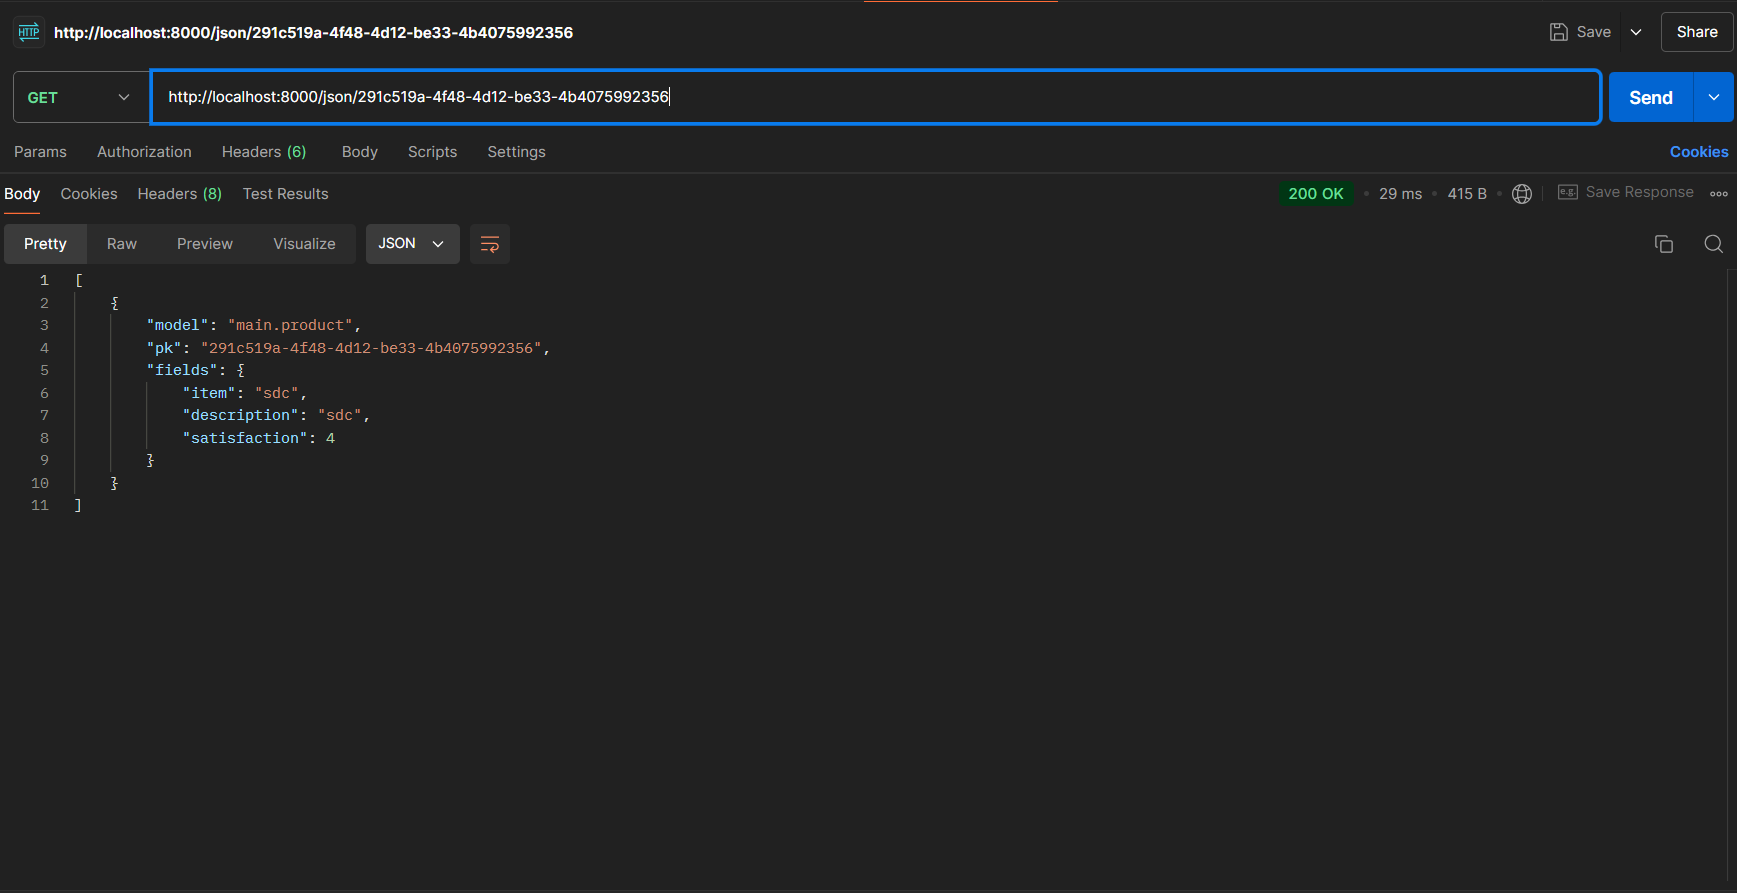 HTTP http://localhost:8000/json/291c519a-4f48-4d12-be33-4b4075992356 Save Share
GET http://localhost:8000/json/291c519a-4f48-4d12-be33-4b4075992356 Send
Params Authorization Headers (6) Body Scripts Settings Cookies
Body Cookies Headers (8) Test Results 200 OK 29 ms 415 B e.g. Save Response
Pretty Raw Preview Visualize JSON
1 [
2 {
3 "model": "main.product",
4 "pk": "291c519a-4f48-4d12-be33-4b4075992356",
5 "fields": {
6 "item": "sdc",
7 "description": "sdc",
8 "satisfaction": 4
9 }
10 }
11 ]